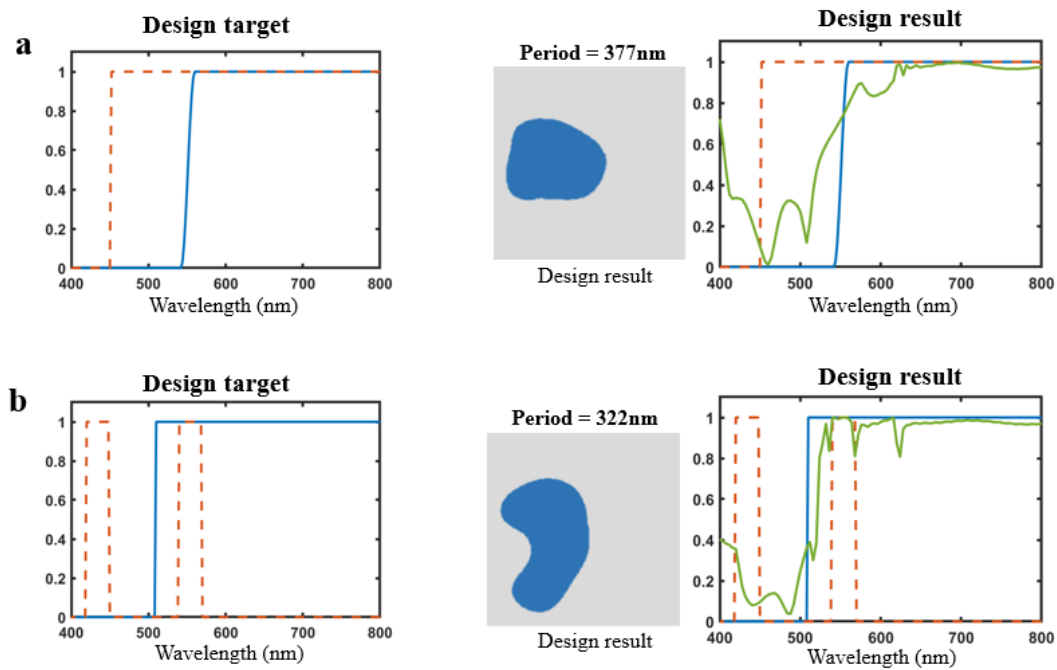 a
Design target
1
0.8
0.6
0.4
0.2
0
400 500 600 700 800
Wavelength (nm)
Period = 377nm
Design result
Design result
1
0.8
0.6
0.4
0.2
0
400 500 600 700 800
Wavelength (nm)
b
Design target
1
0.8
0.6
0.4
0.2
0
400 500 600 700 800
Wavelength (nm)
Period = 322nm
Design result
Design result
1
0.8
0.6
0.4
0.2
0
400 500 600 700 800
Wavelength (nm)